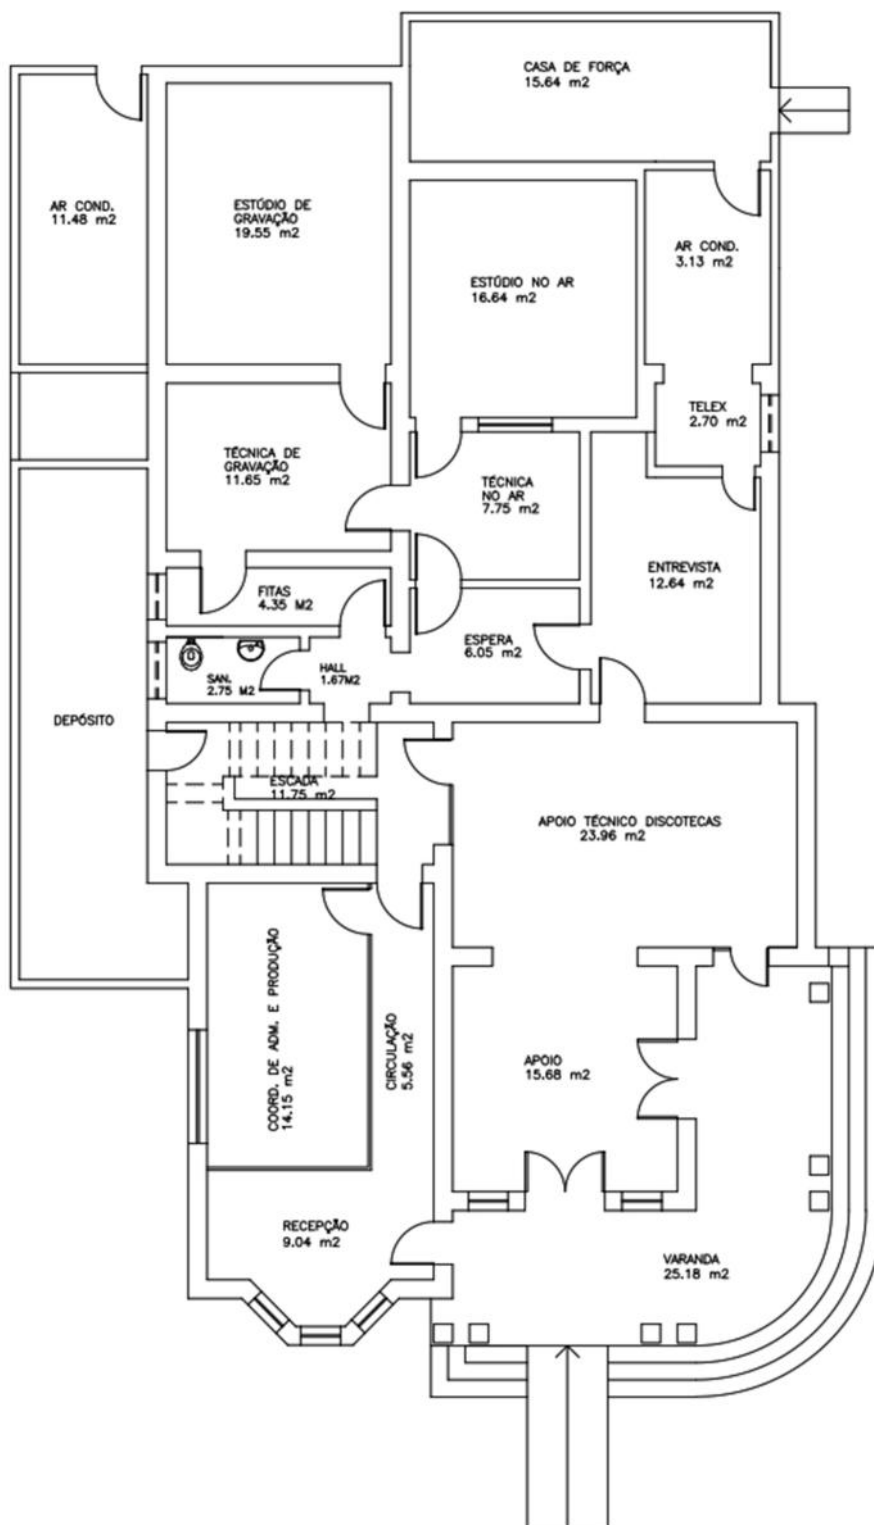 CASA DE FORÇA
15.64 m2
AR COND.
11.48 m2
ESTÚDIO DE
GRAVAÇÃO
19.55 m2
AR COND.
3.13 m2
ESTÚDIO NO AR
16.64 m2
TELEX
2.70 m2
TÉCNICA DE
GRAVAÇÃO
11.65 m2
TÉCNICA
NO AR
7.75 m2
ENTREVISTA
12.64 m2
FITAS
4.35 M2
ESPERA
6.05 m2
HALL
1.67M2
SAN.
2.75 M2
DEPÓSITO
ESCADA
11.75 m2
APOIO TÉCNICO DISCOTECAS
23.96 m2
COORD. DE ADM. E PRODUÇÃO
14.15 m2
CIRCULAÇÃO
5.56 m2
APOIO
15.68 m2
RECEPÇÃO
9.04 m2
VARANDA
25.18 m2